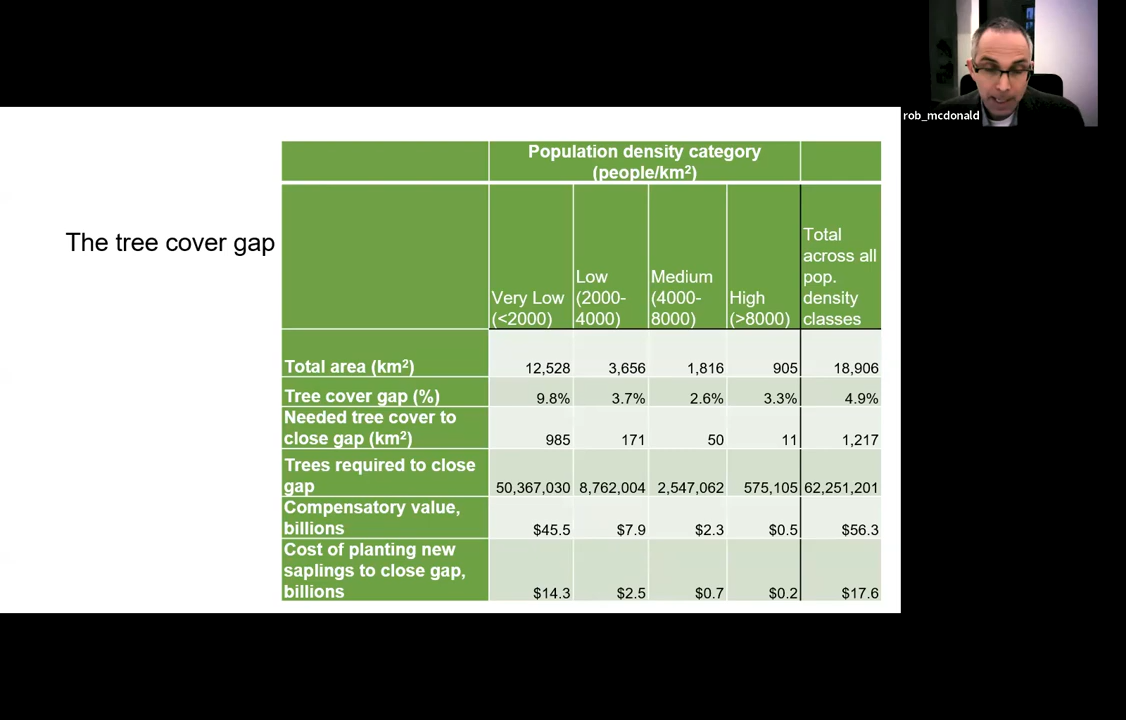 rob_mcdonald
The tree cover gap
Population density category
(people/km²)
Very Low
(<2000)
Low
(2000-
4000)
Medium
(4000-
8000)
High
(>8000)
Total
across all
pop.
density
classes
Total area (km²) 12,528 3,656 1,816 905 18,906
Tree cover gap (%) 9.8% 3.7% 2.6% 3.3% 4.9%
Needed tree cover to
close gap (km²) 985 171 50 11 1,217
Trees required to close
gap 50,367,030 8,762,004 2,547,062 575,105 62,251,201
Compensatory value,
billions $45.5 $7.9 $2.3 $0.5 $56.3
Cost of planting new
saplings to close gap,
billions $14.3 $2.5 $0.7 $0.2 $17.6